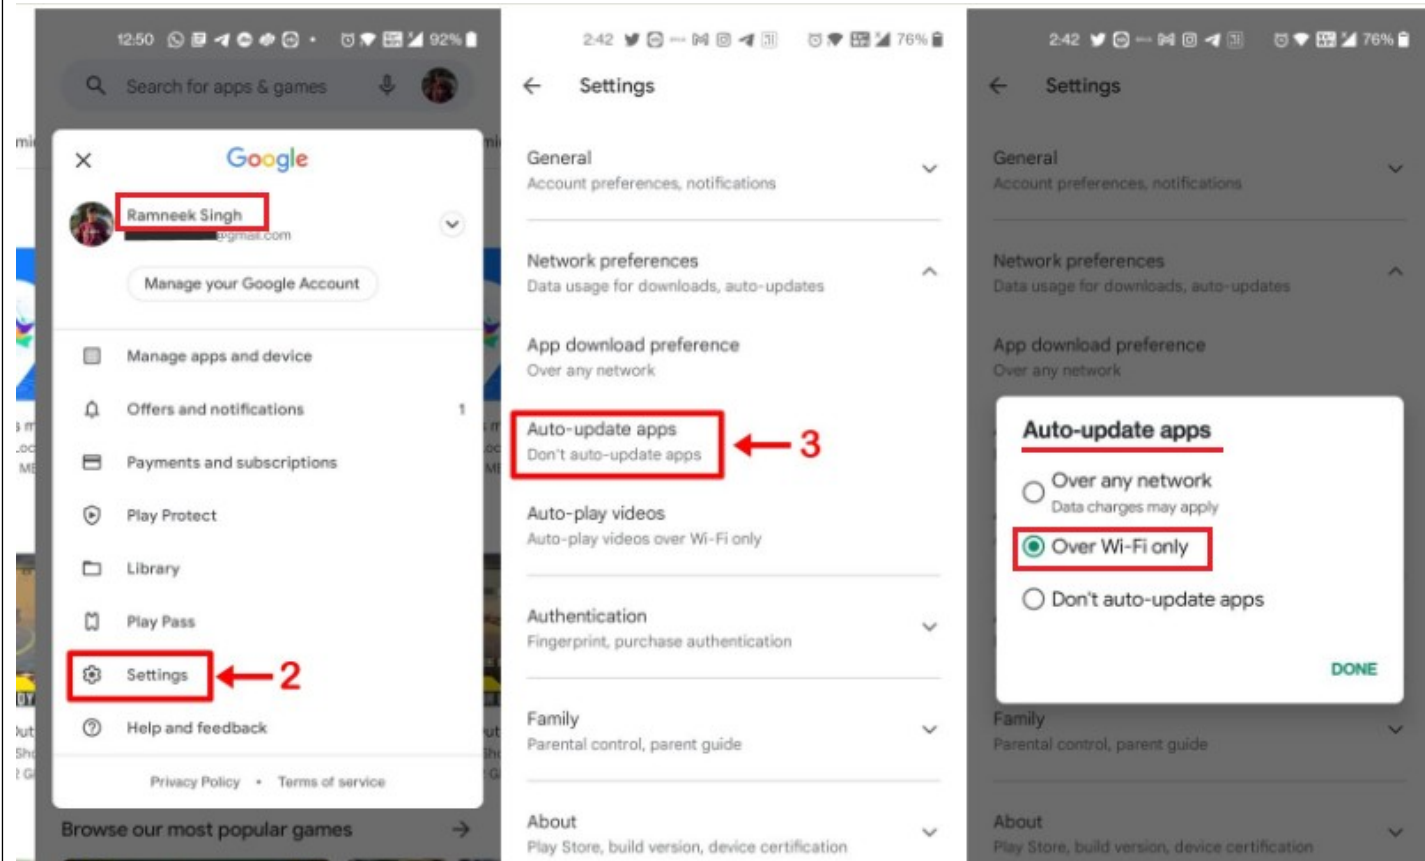 12:50
92%
Search for apps & games
Google
Ramneek Singh
@gmail.com
Manage your Google Account
Manage apps and device
Offers and notifications 1
Payments and subscriptions
Play Protect
Library
Play Pass
Settings
2
Help and feedback
Privacy Policy • Terms of service
Browse our most popular games
2:42
76%
Settings
General
Account preferences, notifications
Network preferences
Data usage for downloads, auto-updates
App download preference
Over any network
Auto-update apps
Don't auto-update apps
3
Auto-play videos
Auto-play videos over Wi-Fi only
Authentication
Fingerprint, purchase authentication
Family
Parental control, parent guide
About
Play Store, build version, device certification
2:42
76%
Settings
General
Account preferences, notifications
Network preferences
Data usage for downloads, auto-updates
App download preference
Over any network
Auto-update apps
Over any network
Data charges may apply
Over Wi-Fi only
Don't auto-update apps
DONE
Family
Parental control, parent guide
About
Play Store, build version, device certification